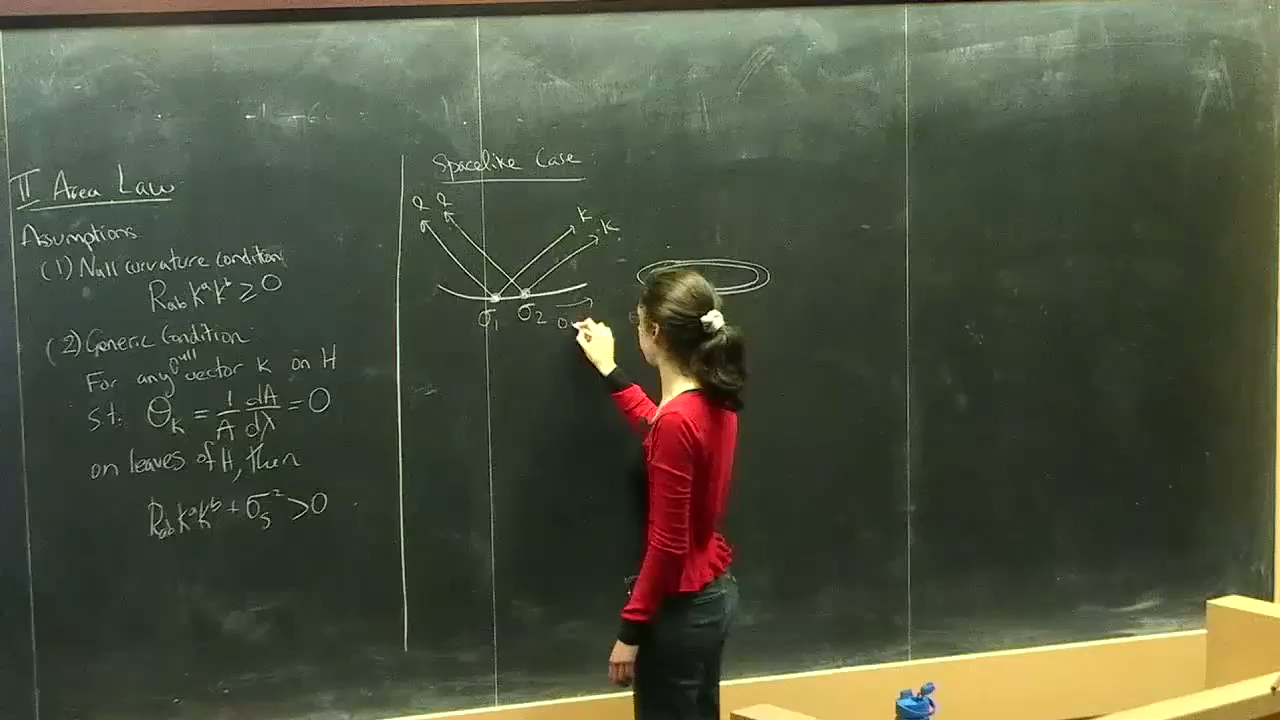 II Area Law
Assumptions
(1) Null curvature condition
R_ab k^a k^b ≥ 0
(2) Generic Condition
For any null vector k on H
s.t. θ_k = 1/A dA/dλ = 0
on leaves of H, then
R_ab k^a k^b + σ_s^2 > 0
Spacelike Case
l l
k
k
σ_1 σ_2